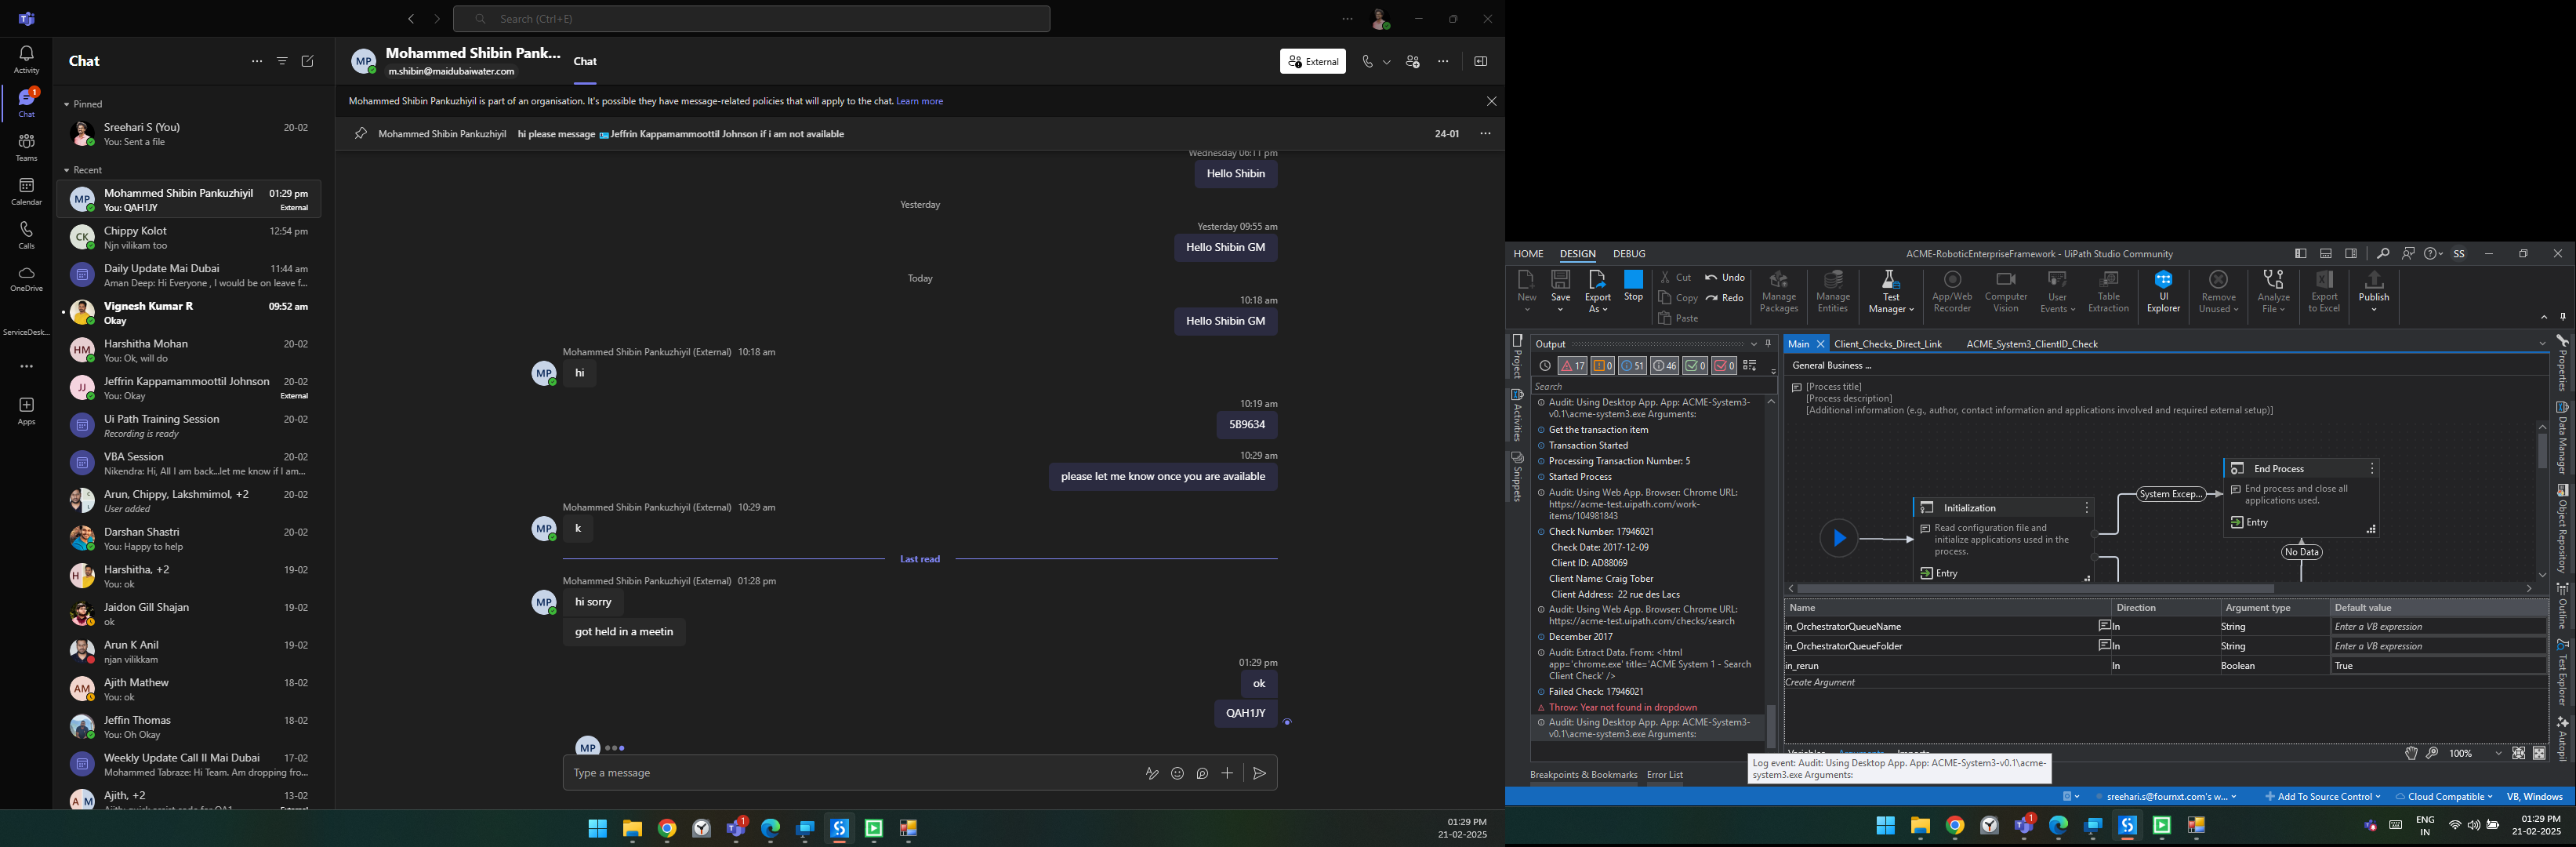 Search (Ctrl+E)
Activity
Chat
1
Teams
Calendar
Calls
OneDrive
ServiceDesk...
Apps
Chat
Pinned
Sreehari S (You) 20-02
You: Sent a file
Recent
MP Mohammed Shibin Pankuzhiyil 01:29 pm
You: QAH1JY External
CK Chippy Kolot 12:54 pm
Njn vilikam too
Daily Update Mai Dubai 11:44 am
Aman Deep: Hi Everyone , I would be on leave f...
Vignesh Kumar R 09:52 am
Okay
HM Harshitha Mohan 20-02
You: Ok, will do
JJ Jeffrin Kappamammoottil Johnson 20-02
You: Okay External
Ui Path Training Session 20-02
Recording is ready
VBA Session 20-02
Nikendra: Hi, All I am back...let me know if I am...
Arun, Chippy, Lakshmimol, +2 20-02
User added
Darshan Shastri 20-02
You: Happy to help
Harshitha, +2 19-02
You: ok
Jaidon Gill Shajan 19-02
ok
Arun K Anil 19-02
njan vilikkam
AM Ajith Mathew 18-02
You: ok
Jeffin Thomas 18-02
You: Oh Okay
Weekly Update Call II Mai Dubai 17-02
Mohammed Tabraze: Hi Team. Am dropping fro...
A M Ajith, +2 13-02
MP Mohammed Shibin Pank... Chat
m.shibin@maidubaiwater.com
External
Mohammed Shibin Pankuzhiyil is part of an organisation. It's possible they have message-related policies that will apply to the chat. Learn more
Mohammed Shibin Pankuzhiyil hi please message Jeffrin Kappamammoottil Johnson if i am not available 24-01
Wednesday 06:11 pm
Hello Shibin
Yesterday
Yesterday 09:55 am
Hello Shibin GM
Today
10:18 am
Hello Shibin GM
Mohammed Shibin Pankuzhiyil (External) 10:18 am
MP hi
10:19 am
5B9634
10:29 am
please let me know once you are available
Mohammed Shibin Pankuzhiyil (External) 10:29 am
MP k
Last read
Mohammed Shibin Pankuzhiyil (External) 01:28 pm
MP hi sorry
got held in a meetin
01:29 pm
ok
QAH1JY
MP
Type a message
1
01:29 PM
21-02-2025
HOME DESIGN DEBUG
ACME-RoboticEnterpriseFramework - UiPath Studio Community
SS
New
Save
Export As
Stop
Cut
Copy
Paste
Undo
Redo
Manage Packages
Manage Entities
Test Manager
App/Web Recorder
Computer Vision
User Events
Table Extraction
UI Explorer
Remove Unused
Analyze File
Export to Excel
Publish
Project
Activities
Snippets
Output
17 0 51 46 0 0
Search
Audit: Using Desktop App. App: ACME-System3-
v0.1\acme-system3.exe Arguments:
Get the transaction item
Transaction Started
Processing Transaction Number: 5
Started Process
Audit: Using Web App. Browser: Chrome URL:
https://acme-test.uipath.com/work-
items/104981843
Check Number: 17946021
Check Date: 2017-12-09
Client ID: AD88069
Client Name: Craig Tober
Client Address: 22 rue des Lacs
Audit: Using Web App. Browser: Chrome URL:
https://acme-test.uipath.com/checks/search
December 2017
Audit: Extract Data. From: <html
app='chrome.exe' title='ACME System 1 - Search
Client Check' />
Failed Check: 17946021
Throw: Year not found in dropdown
Audit: Using Desktop App. App: ACME-System3-
v0.1\acme-system3.exe Arguments:
Breakpoints & Bookmarks Error List
Main Client_Checks_Direct_Link ACME_System3_ClientID_Check
General Business ...
[Process title]
[Process description]
[Additional information (e.g., author, contact information and applications involved and required external setup)]
Initialization
Read configuration file and
initialize applications used in the
process.
Entry
System Excep...
End Process
End process and close all
applications used.
Entry
No Data
Name Direction Argument type Default value
in_OrchestratorQueueName In String Enter a VB expression
in_OrchestratorQueueFolder In String Enter a VB expression
in_rerun In Boolean True
Create Argument
100%
Log event: Audit: Using Desktop App. App: ACME-System3-v0.1\acme-
system3.exe Arguments:
Properties
Data Manager
Object Repository
Outline
Test Explorer
Autopil
sreehari.s@fournxt.com's w...
Add To Source Control
Cloud Compatible
VB, Windows
1
ENG
IN
01:29 PM
21-02-2025